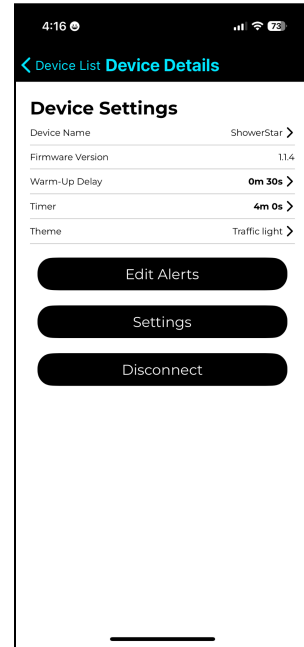 4:16
73
Device List Device Details
Device Settings
Device Name ShowerStar
Firmware Version 1.1.4
Warm-Up Delay 0m 30s
Timer 4m 0s
Theme Traffic light
Edit Alerts
Settings
Disconnect